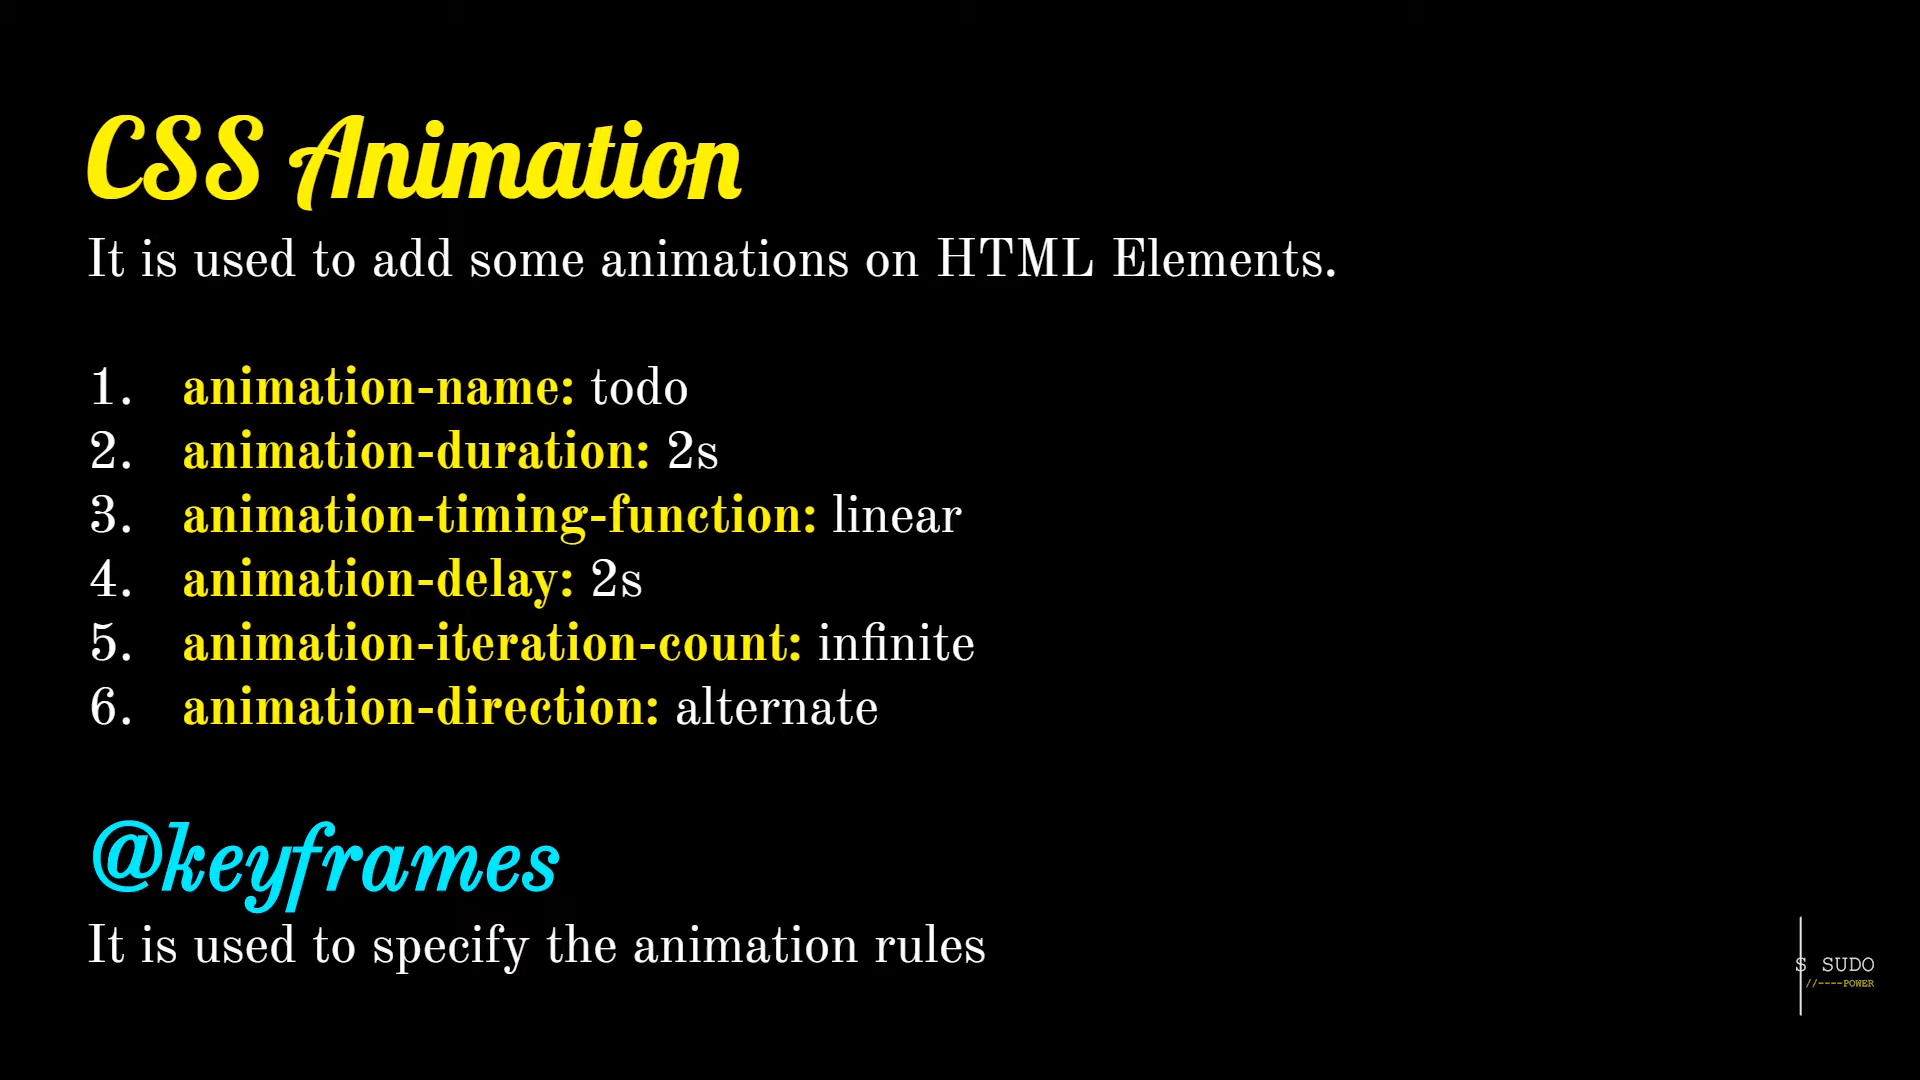 CSS Animation
It is used to add some animations on HTML Elements.
1. animation-name: todo
2. animation-duration: 2s
3. animation-timing-function: linear
4. animation-delay: 2s
5. animation-iteration-count: infinite
6. animation-direction: alternate
@keyframes
It is used to specify the animation rules
S SUDO
//----POWER